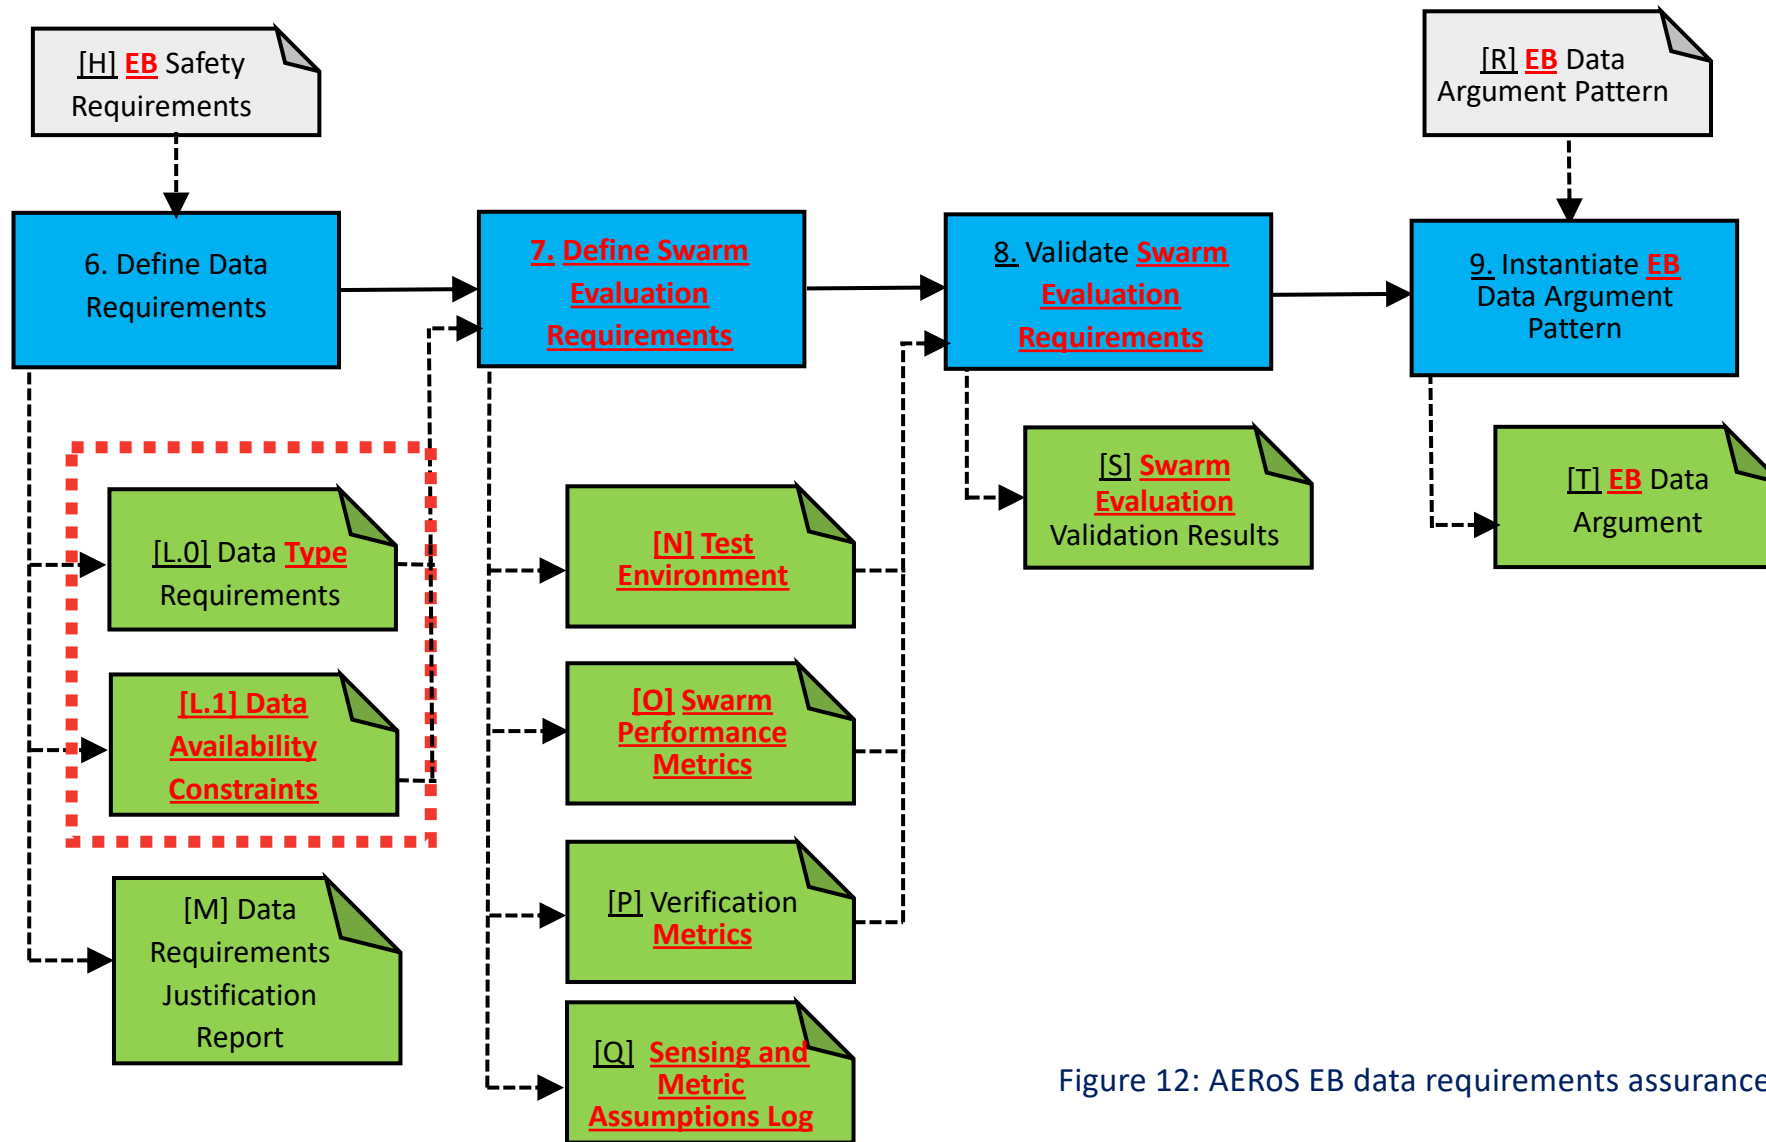 [H] EB Safety
Requirements
[R] EB Data
Argument Pattern
6. Define Data
Requirements
7. Define Swarm
Evaluation
Requirements
8. Validate Swarm
Evaluation
Requirements
9. Instantiate EB
Data Argument
Pattern
[L.0] Data Type
Requirements
[L.1] Data
Availability
Constraints
[M] Data
Requirements
Justification
Report
[N] Test
Environment
[O] Swarm
Performance
Metrics
[P] Verification
Metrics
[Q] Sensing and
Metric
Assumptions Log
[S] Swarm
Evaluation
Validation Results
[T] EB Data
Argument
Figure 12: AERoS EB data requirements assurance